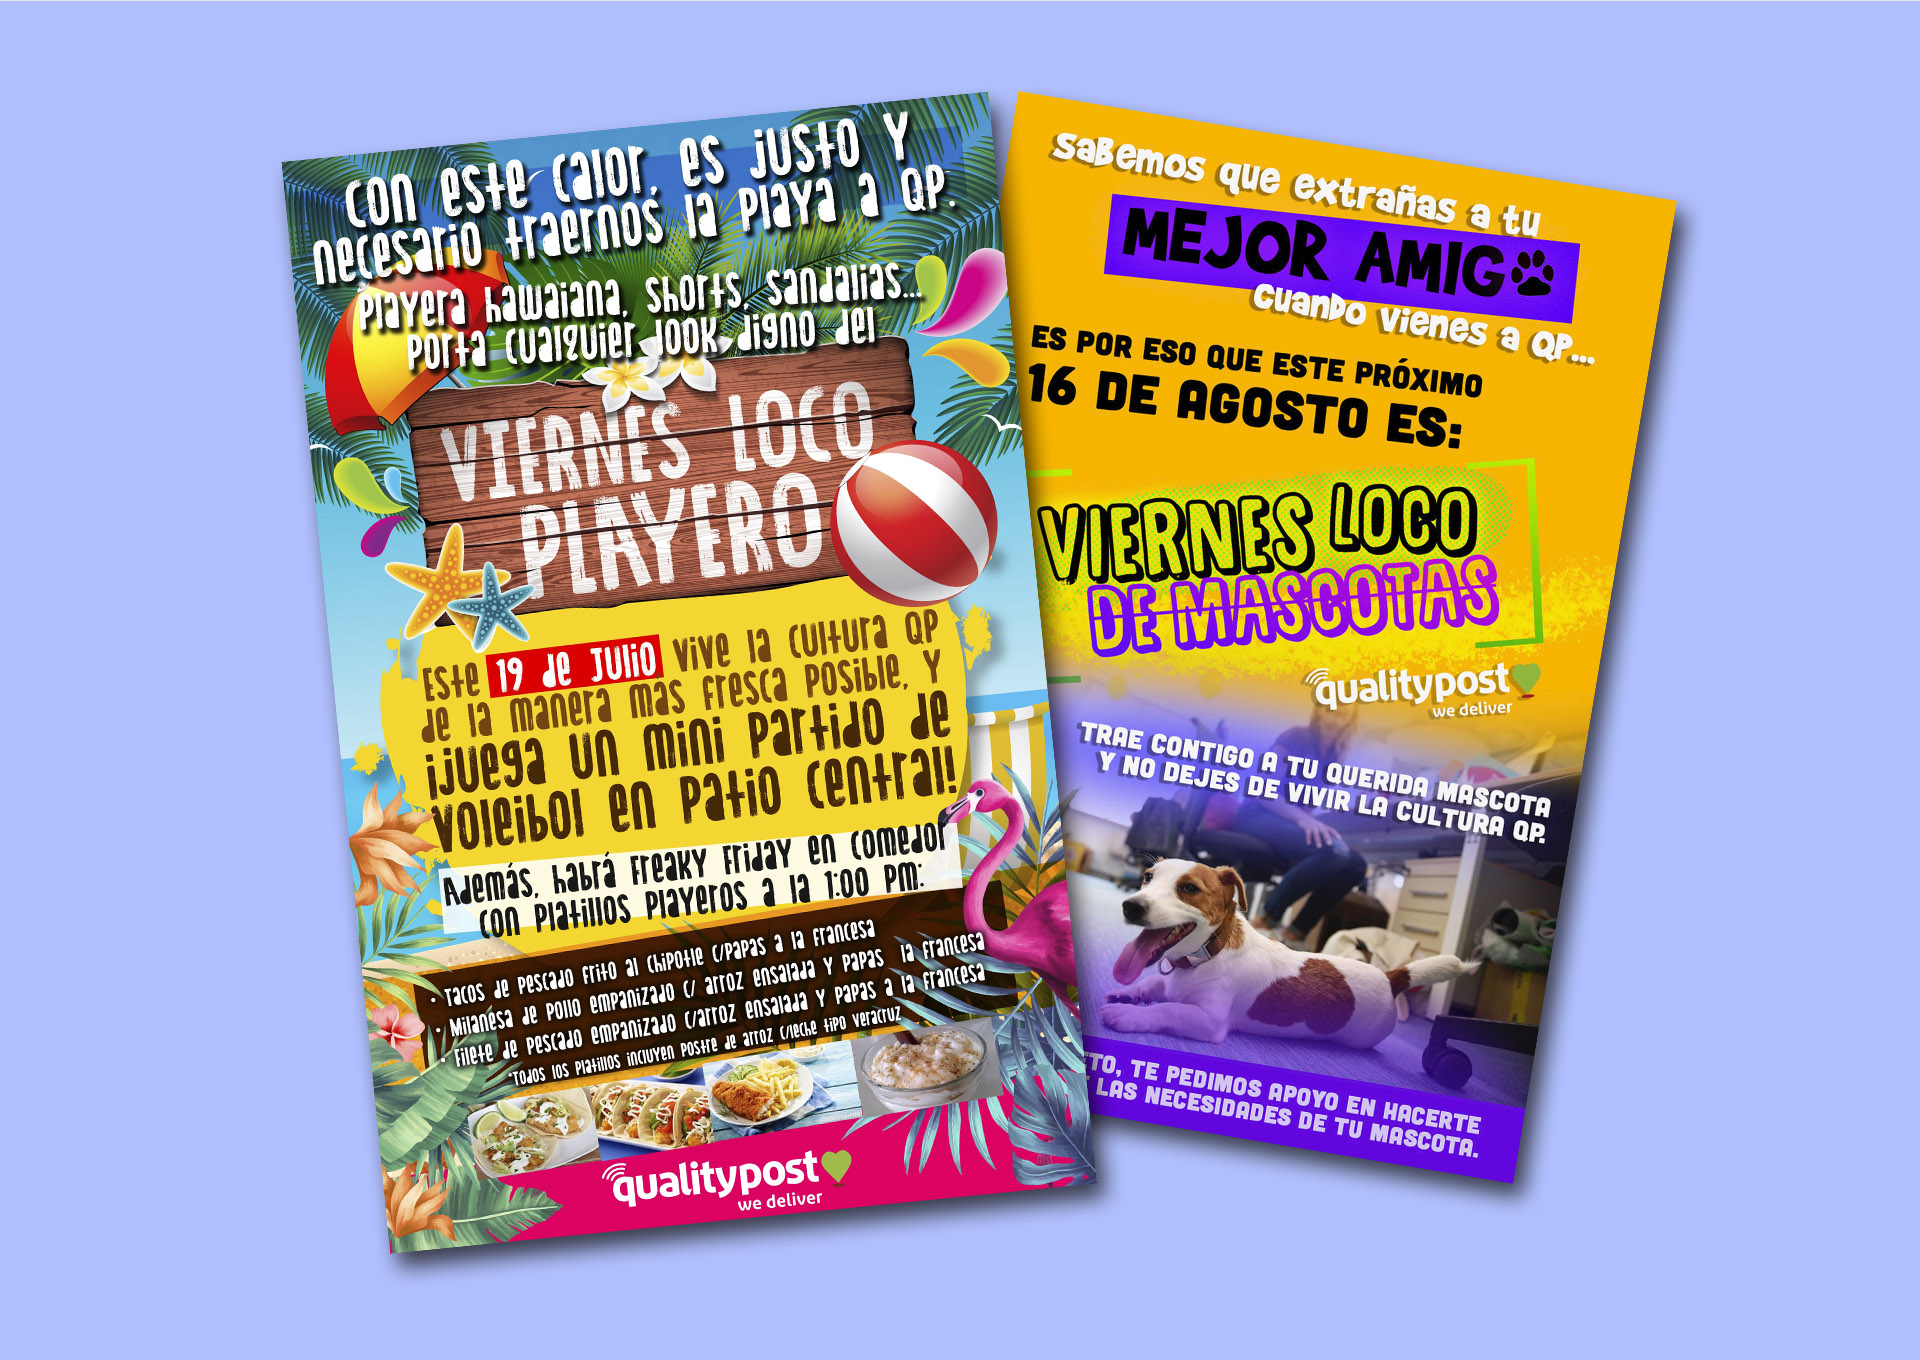 Con este calor, es justo y
necesario traernos la playa a QP.
Playera hawaiana, shorts, sandalias...
Porta cualquier look digno del
VIERNES LOCO
PLAYERO
Este 19 de Julio vive la cultura QP
de la manera mas fresca posible, y
¡juega un mini partido de
voleibol en patio central!
Además, habrá Freaky Friday en comedor
con platillos playeros a la 1:00 pm:
• Tacos de pescado frito al chipotle c/papas a la francesa
• Milanesa de pollo empanizado c/ arroz ensalada y papas la francesa
• Filete de pescado empanizado c/arroz ensalada y papas a la francesa
*Todos los platillos incluyen postre de arroz c/leche tipo Veracruz
qualitypost
we deliver
Sabemos que extrañas a tu
MEJOR AMIGO
cuando vienes a QP...
ES POR ESO QUE ESTE PRÓXIMO
16 DE AGOSTO ES:
VIERNES LOCO
DE MASCOTAS
qualitypost
we deliver
TRAE CONTIGO A TU QUERIDA MASCOTA
Y NO DEJES DE VIVIR LA CULTURA QP.
TO, TE PEDIMOS APOYO EN HACERTE
LAS NECESIDADES DE TU MASCOTA.